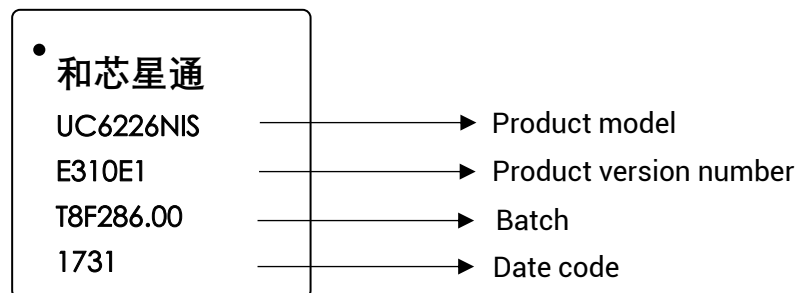 和芯星通
UC6226NIS Product model
E310E1 Product version number
T8F286.00 Batch
1731 Date code